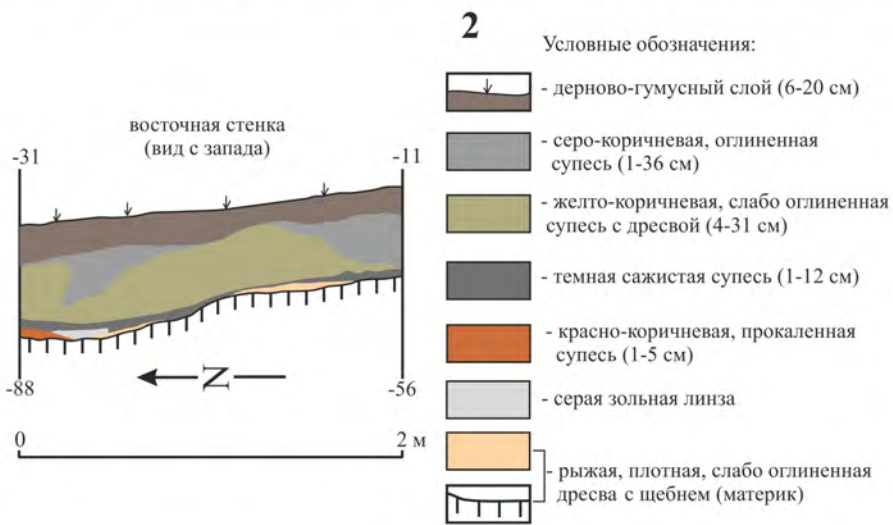 2
Условные обозначения:
- дерново-гумусный слой (6-20 см)
восточная стенка
(вид с запада)
-31
-11
- серо-коричневая, оглиненная
супесь (1-36 см)
- желто-коричневая, слабо оглиненная
супесь с дресвой (4-31 см)
- темная сажистая супесь (1-12 см)
- красно-коричневая, прокаленная
супесь (1-5 см)
-88
N
-56
- серая зольная линза
0
2 м
- рыжая, плотная, слабо оглиненная
дресва с щебнем (материк)